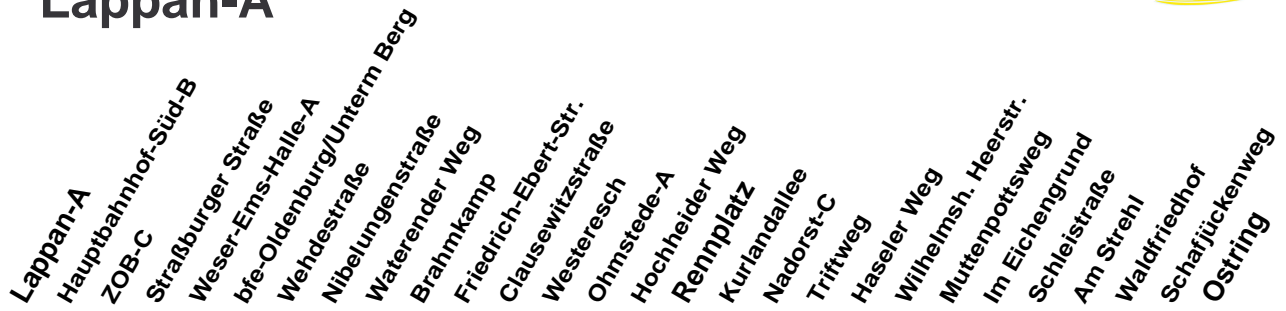 Lappan-A
Lappan-A
Hauptbahnhof-Süd-B
ZOB-C
Straßburger Straße
Weser-Ems-Halle-A
bfe-Oldenburg/Unterm Berg
Wehdestraße
Nibelungenstraße
Waterender Weg
Brahmkamp
Friedrich-Ebert-Str.
Clausewitzstraße
Westeresch
Ohmstede-A
Hochheider Weg
Rennplatz
Kurlandallee
Nadorst-C
Triftweg
Haseler Weg
Wilhelmsh. Heerstr.
Muttenpottsweg
Im Eichengrund
Schleistraße
Am Strehl
Waldfriedhof
Schafjückenweg
Ostring